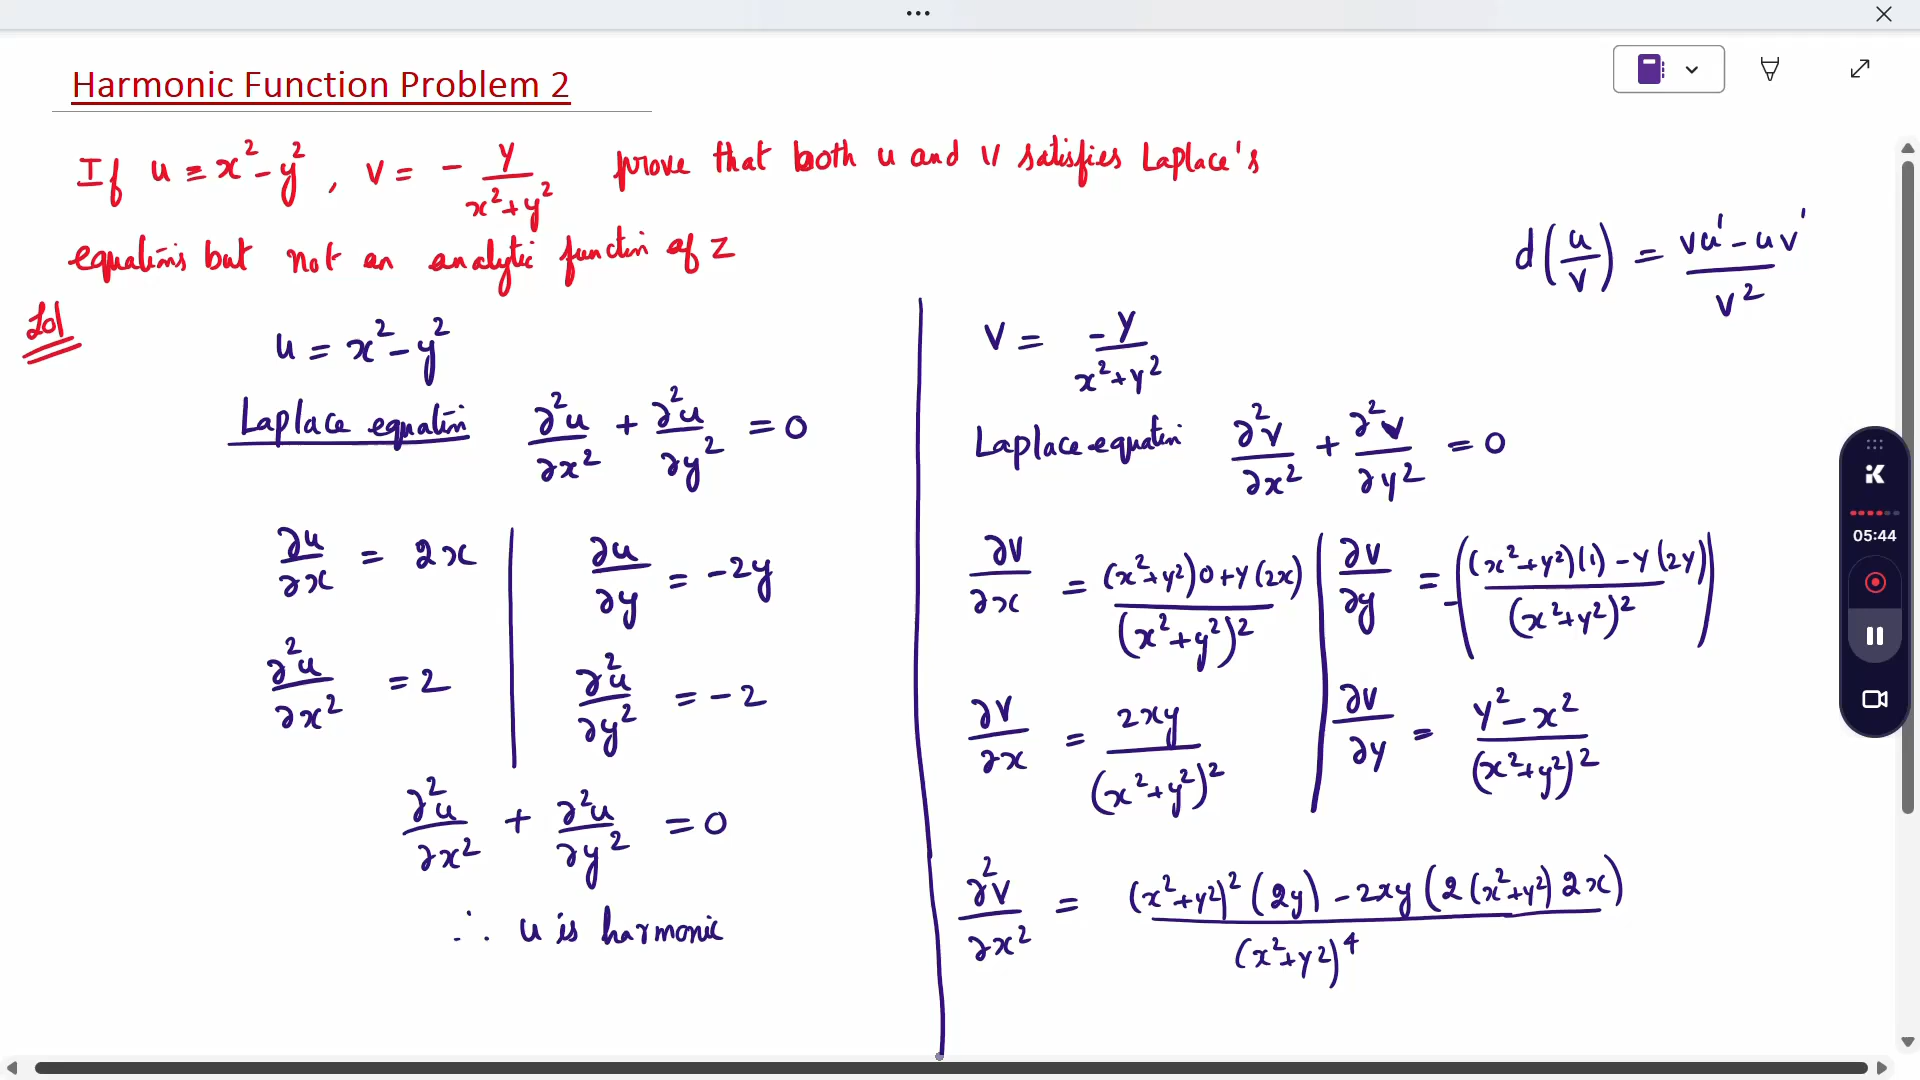 Harmonic Function Problem 2
If u = x² - y² , v = - y/(x² + y²) prove that both u and v satisfies Laplace's
equations but not an analytic function of z
Sol
d(u/v) = (vu' - uv')/v²
u = x² - y²
Laplace equation ∂²u/∂x² + ∂²u/∂y² = 0
∂u/∂x = 2x | ∂u/∂y = -2y
∂²u/∂x² = 2 | ∂²u/∂y² = -2
∂²u/∂x² + ∂²u/∂y² = 0
∴ u is harmonic
v = -y/(x² + y²)
Laplace equation ∂²v/∂x² + ∂²v/∂y² = 0
∂v/∂x = ((x² + y²)0 + y(2x))/(x² + y²)² | ∂v/∂y = -(((x² + y²)(1) - y(2y))/(x² + y²)²)
∂v/∂x = 2xy/(x² + y²)² | ∂v/∂y = (y² - x²)/(x² + y²)²
∂²v/∂x² = ((x² + y²)²(2y) - 2xy(2(x² + y²)2x))/(x² + y²)⁴
05:44